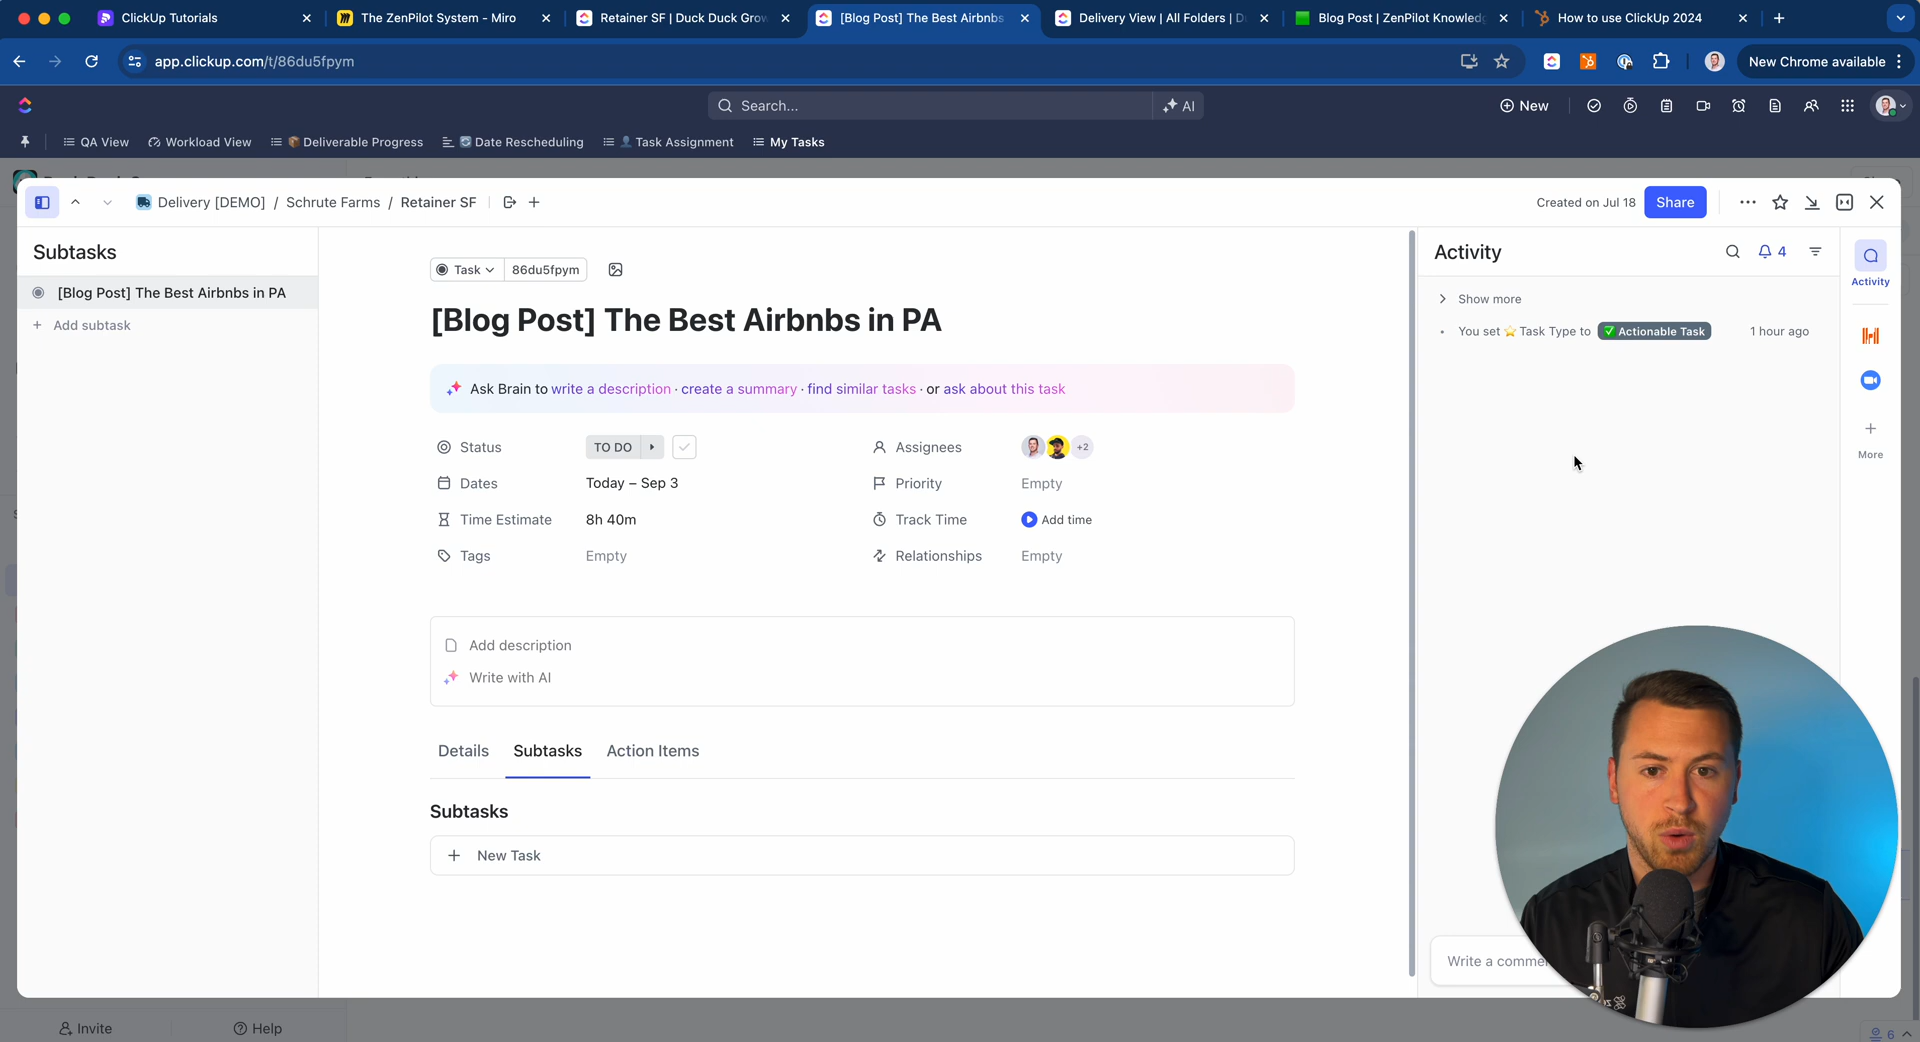 ClickUp Tutorials
The ZenPilot System - Miro
Retainer SF | Duck Duck Grow
[Blog Post] The Best Airbnbs
Delivery View | All Folders | D
Blog Post | ZenPilot Knowledg
How to use ClickUp 2024
app.clickup.com/t/86du5fpym
New Chrome available
Search...
AI
New
QA View
Workload View
Deliverable Progress
Date Rescheduling
Task Assignment
My Tasks
Delivery [DEMO] / Schrute Farms / Retainer SF
Created on Jul 18
Share
Subtasks
[Blog Post] The Best Airbnbs in PA
+ Add subtask
Task
86du5fpym
[Blog Post] The Best Airbnbs in PA
Ask Brain to write a description · create a summary · find similar tasks · or ask about this task
Status
TO DO
Assignees
+2
Dates
Today – Sep 3
Priority
Empty
Time Estimate
8h 40m
Track Time
Add time
Tags
Empty
Relationships
Empty
Add description
Write with AI
Details
Subtasks
Action Items
Subtasks
+ New Task
Activity
4
Show more
You set ⭐ Task Type to ✅ Actionable Task
1 hour ago
Activity
More
Write a comme
Invite
Help
6